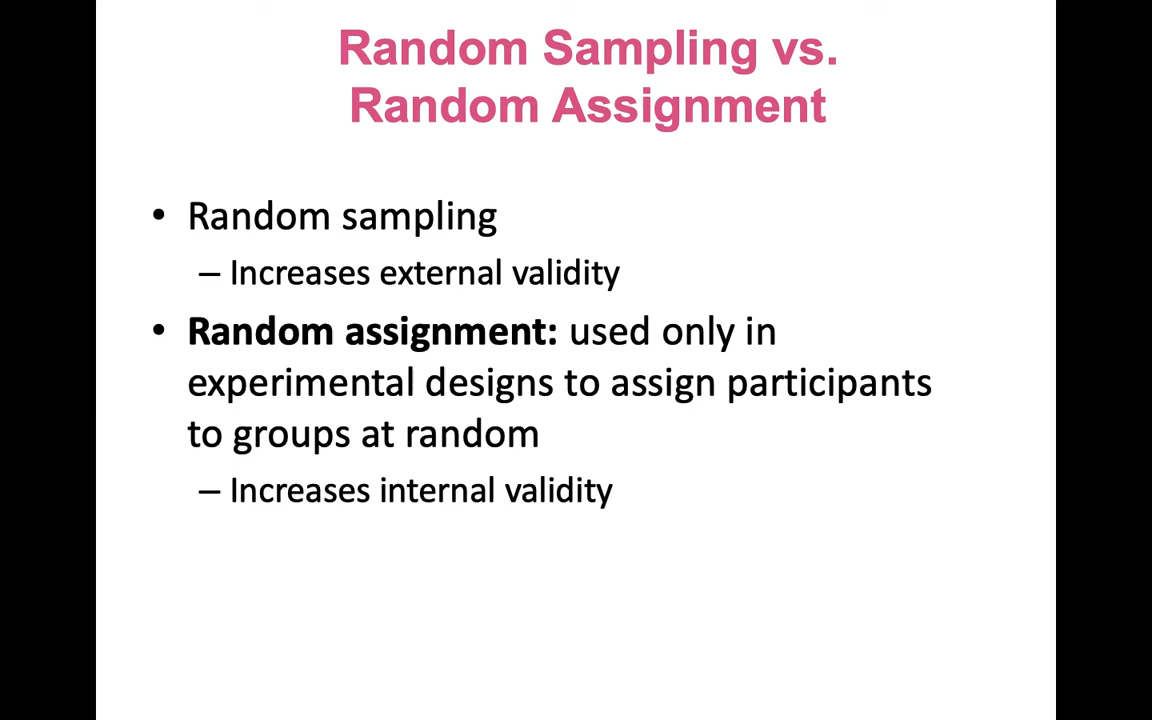 Random Sampling vs.
Random Assignment
• Random sampling
– Increases external validity
• Random assignment: used only in
experimental designs to assign participants
to groups at random
– Increases internal validity